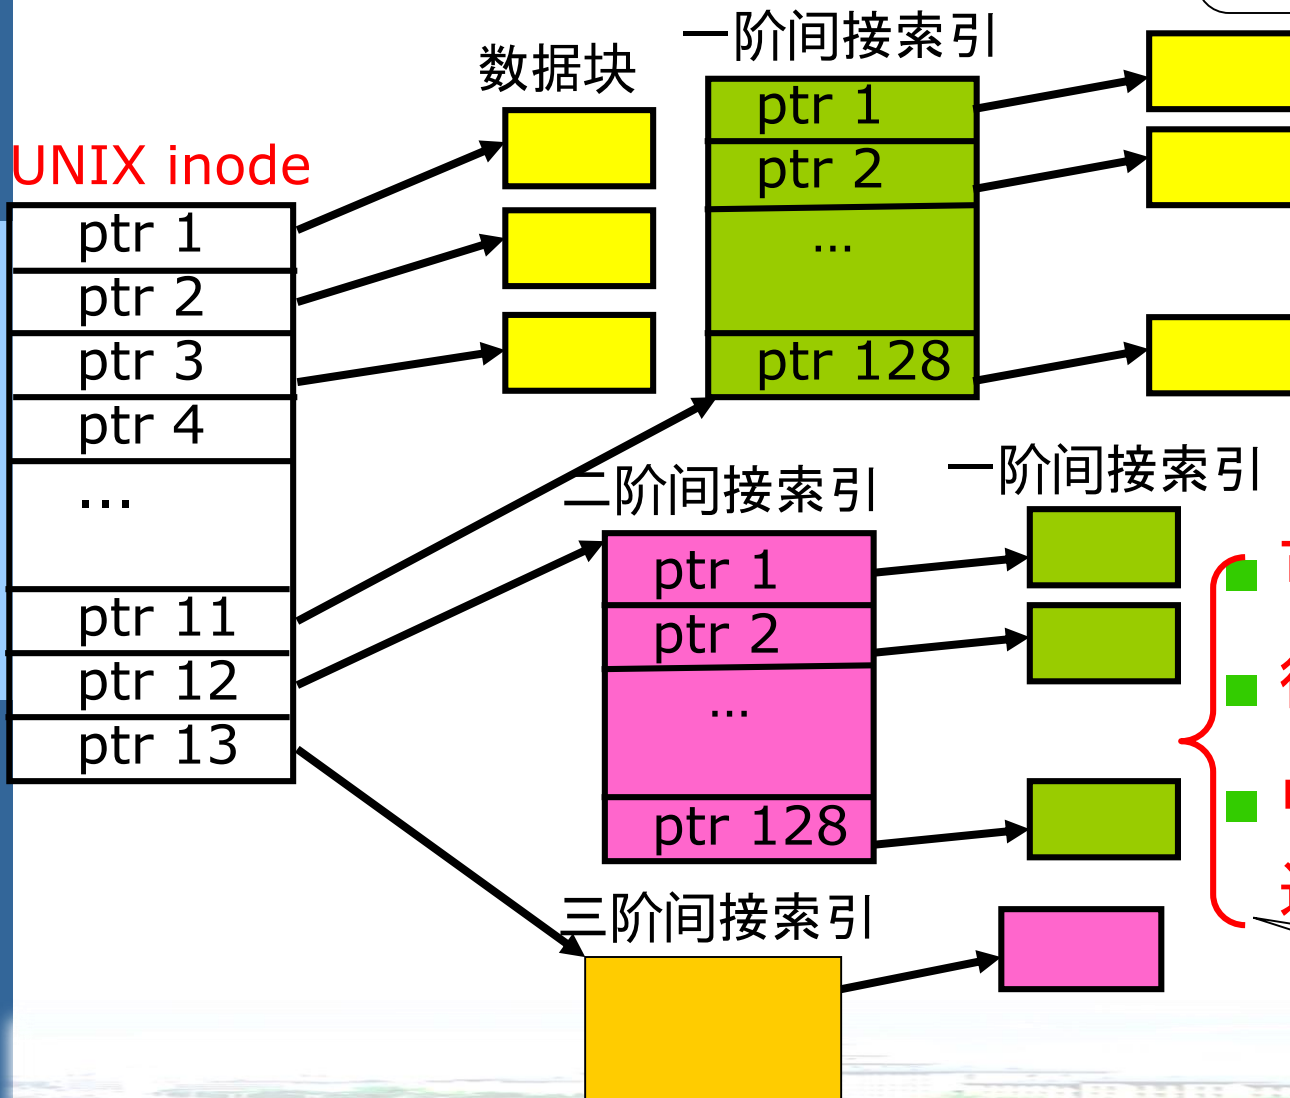 一阶间接索引
数据块
UNIX inode
ptr 1
ptr 2
ptr 3
ptr 4
...
ptr 11
ptr 12
ptr 13
ptr 1
ptr 2
...
ptr 128
二阶间接索引
ptr 1
ptr 2
...
ptr 128
一阶间接索引
三阶间接索引